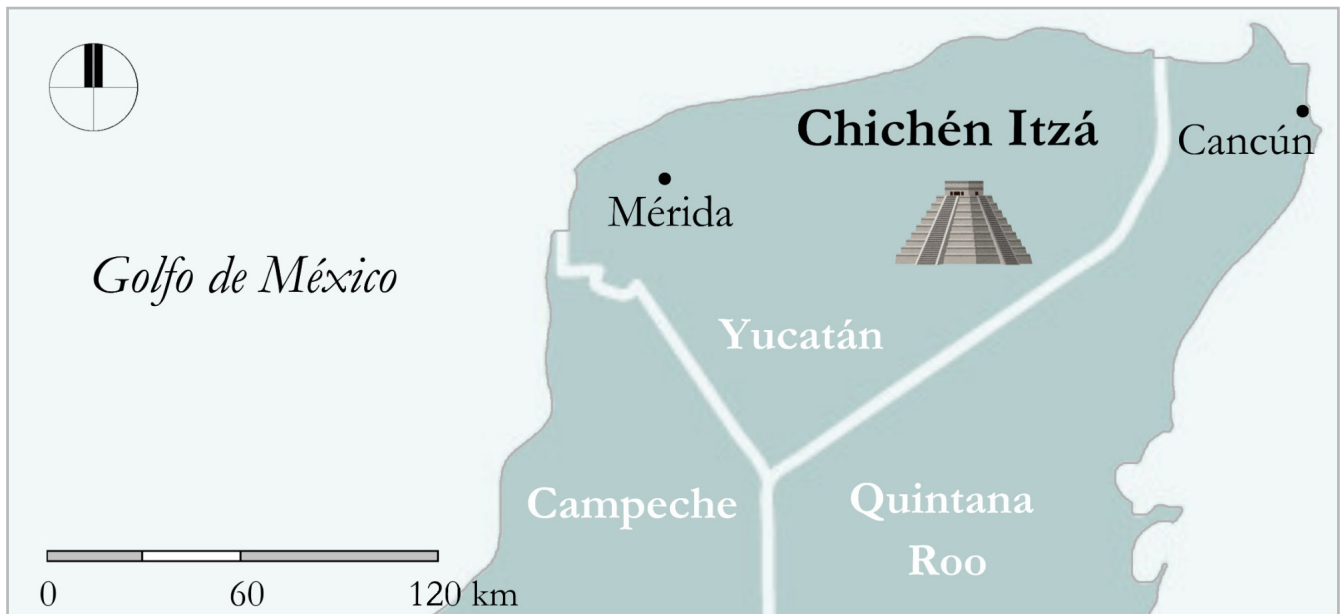 Chichén Itzá
Cancún
Mérida
Golfo de México
Yucatán
Campeche
Quintana
Roo
0 60 120 km